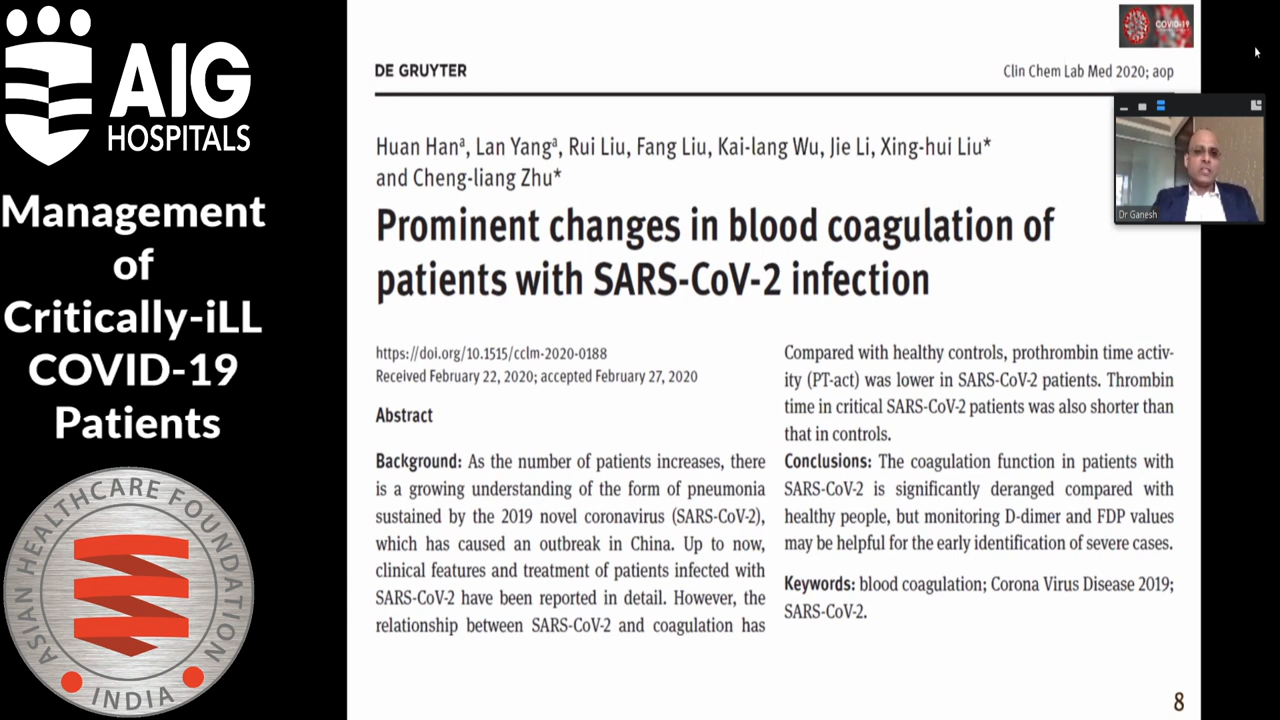 AIG
HOSPITALS
Management
of
Critically-iLL
COVID-19
Patients
ASIAN HEALTHCARE FOUNDATION
INDIA
COVID-19
DE GRUYTER
Clin Chem Lab Med 2020; aop
Dr Ganesh
Huan Hanª, Lan Yangª, Rui Liu, Fang Liu, Kai-lang Wu, Jie Li, Xing-hui Liu*
and Cheng-liang Zhu*
Prominent changes in blood coagulation of
patients with SARS-CoV-2 infection
https://doi.org/10.1515/cclm-2020-0188
Received February 22, 2020; accepted February 27, 2020
Abstract
Background: As the number of patients increases, there
is a growing understanding of the form of pneumonia
sustained by the 2019 novel coronavirus (SARS-CoV-2),
which has caused an outbreak in China. Up to now,
clinical features and treatment of patients infected with
SARS-CoV-2 have been reported in detail. However, the
relationship between SARS-CoV-2 and coagulation has
Compared with healthy controls, prothrombin time activ-
ity (PT-act) was lower in SARS-CoV-2 patients. Thrombin
time in critical SARS-CoV-2 patients was also shorter than
that in controls.
Conclusions: The coagulation function in patients with
SARS-CoV-2 is significantly deranged compared with
healthy people, but monitoring D-dimer and FDP values
may be helpful for the early identification of severe cases.
Keywords: blood coagulation; Corona Virus Disease 2019;
SARS-CoV-2.
8